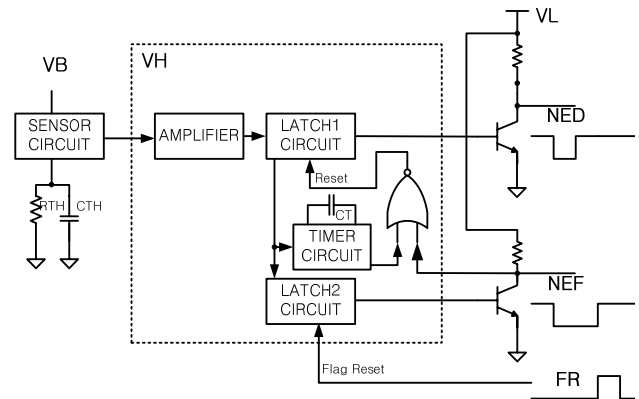 VL
VB
VH
NED
SENSOR
CIRCUIT
AMPLIFIER
LATCH1
CIRCUIT
Reset
RTH
CTH
CT
TIMER
CIRCUIT
LATCH2
CIRCUIT
NEF
Flag Reset
FR